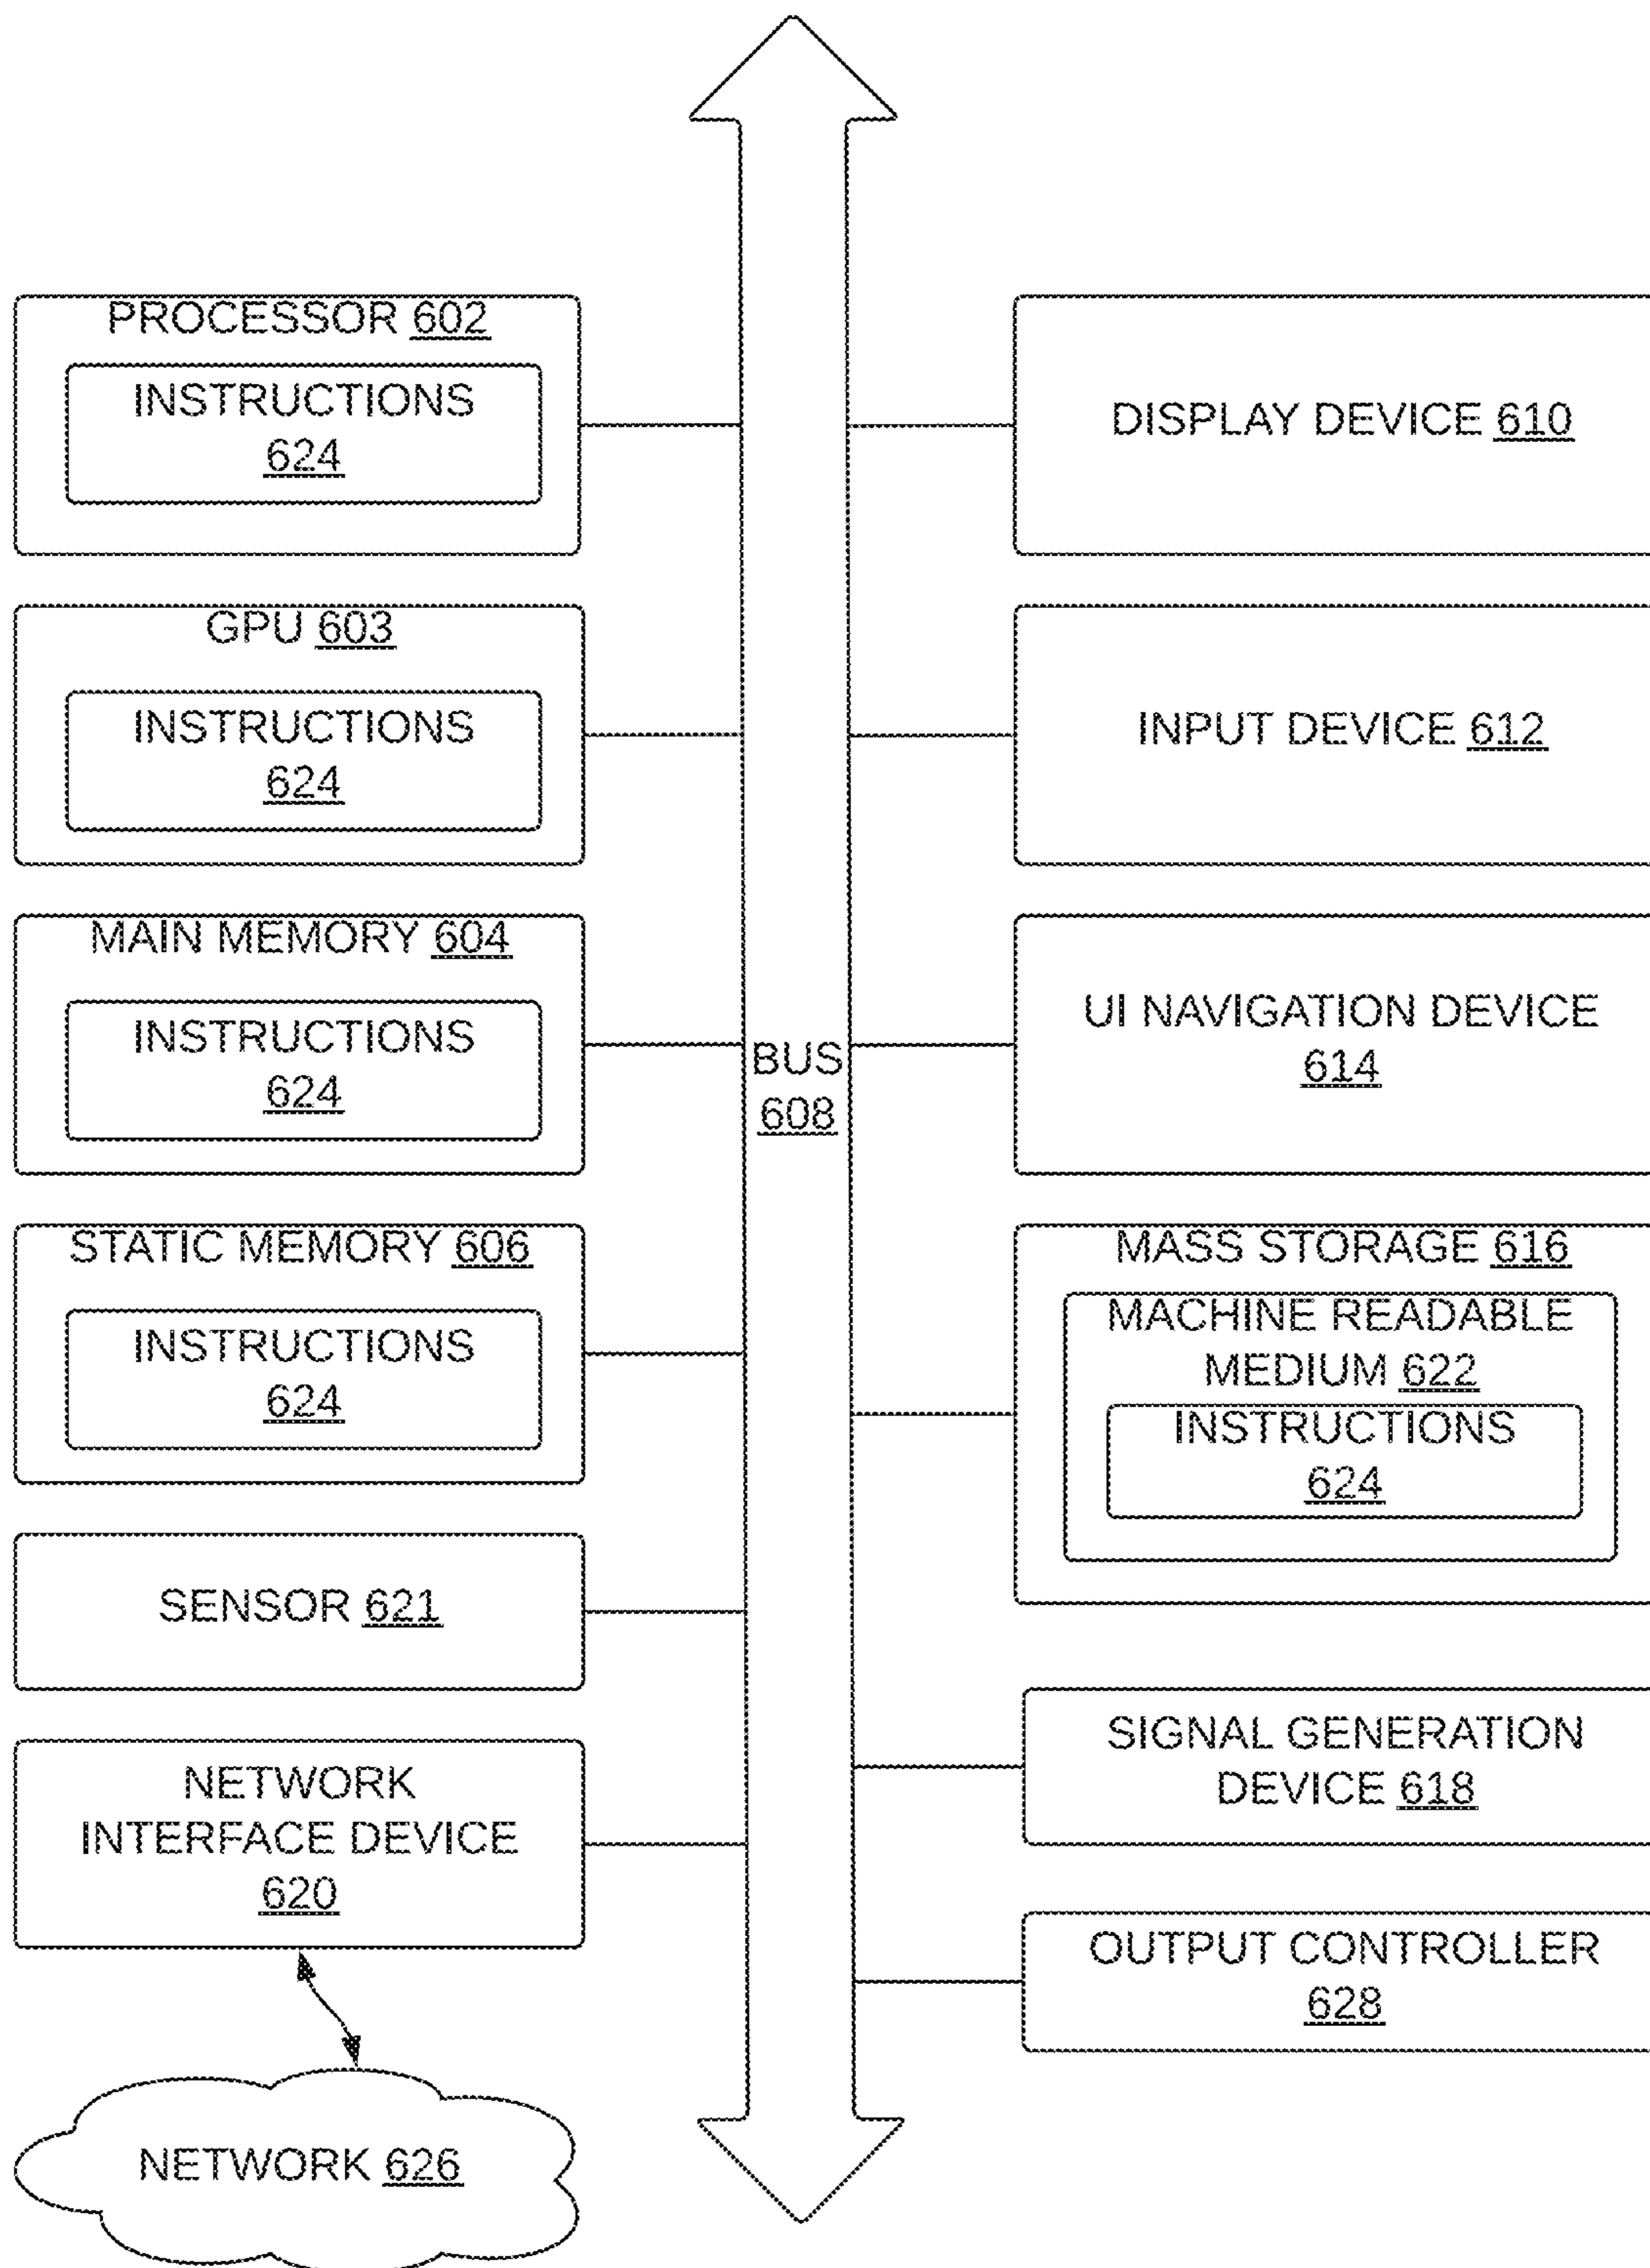 PROCESSOR 602
INSTRUCTIONS
624
GPU 603
INSTRUCTIONS
624
MAIN MEMORY 604
INSTRUCTIONS
624
STATIC MEMORY 606
INSTRUCTIONS
624
SENSOR 621
NETWORK
INTERFACE DEVICE
620
NETWORK 626
BUS
608
DISPLAY DEVICE 610
INPUT DEVICE 612
UI NAVIGATION DEVICE
614
MASS STORAGE 616
MACHINE READABLE
MEDIUM 622
INSTRUCTIONS
624
SIGNAL GENERATION
DEVICE 618
OUTPUT CONTROLLER
628